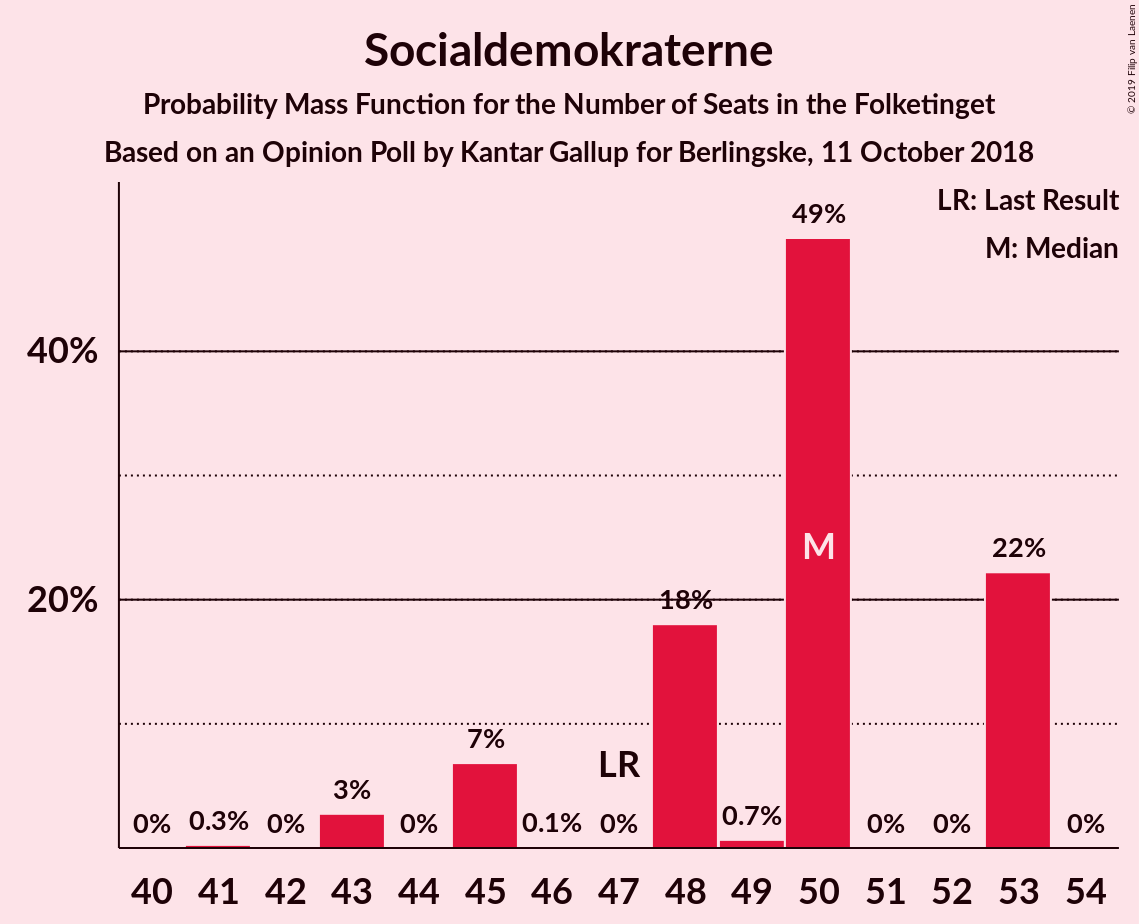 Socialdemokraterne
Probability Mass Function for the Number of Seats in the Folketinget
Based on an Opinion Poll by Kantar Gallup for Berlingske, 11 October 2018
© 2019 Filip van Laenen
LR: Last Result
M: Median
40%
20%
0% 0.3% 0% 3% 0% 7% 0.1% 0% 18% 0.7% 49% 0% 0% 22% 0%
LR
M
40 41 42 43 44 45 46 47 48 49 50 51 52 53 54